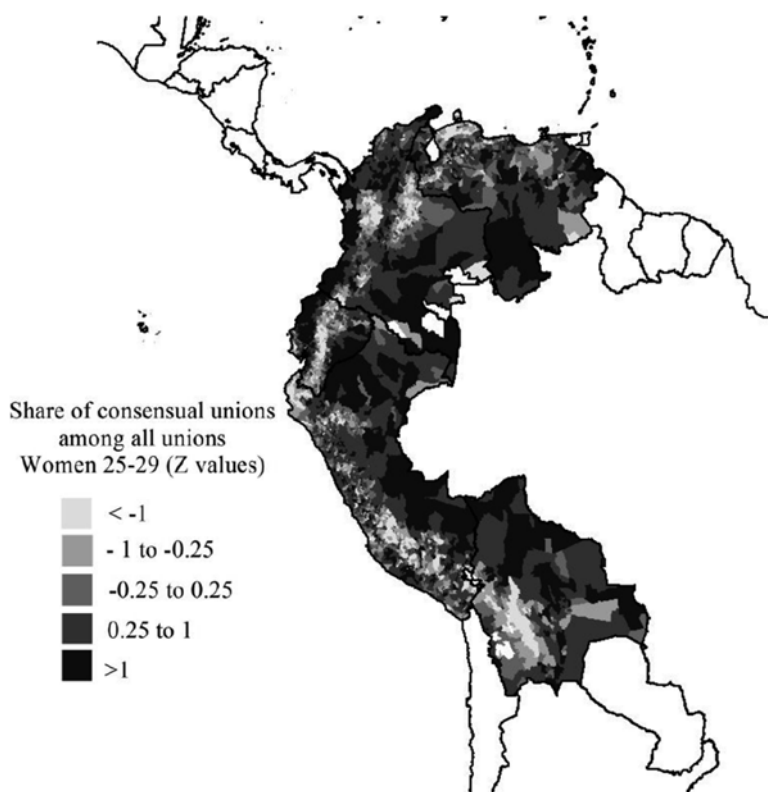 Share of consensual unions
among all unions
Women 25-29 (Z values)
< -1
- 1 to -0.25
-0.25 to 0.25
0.25 to 1
>1